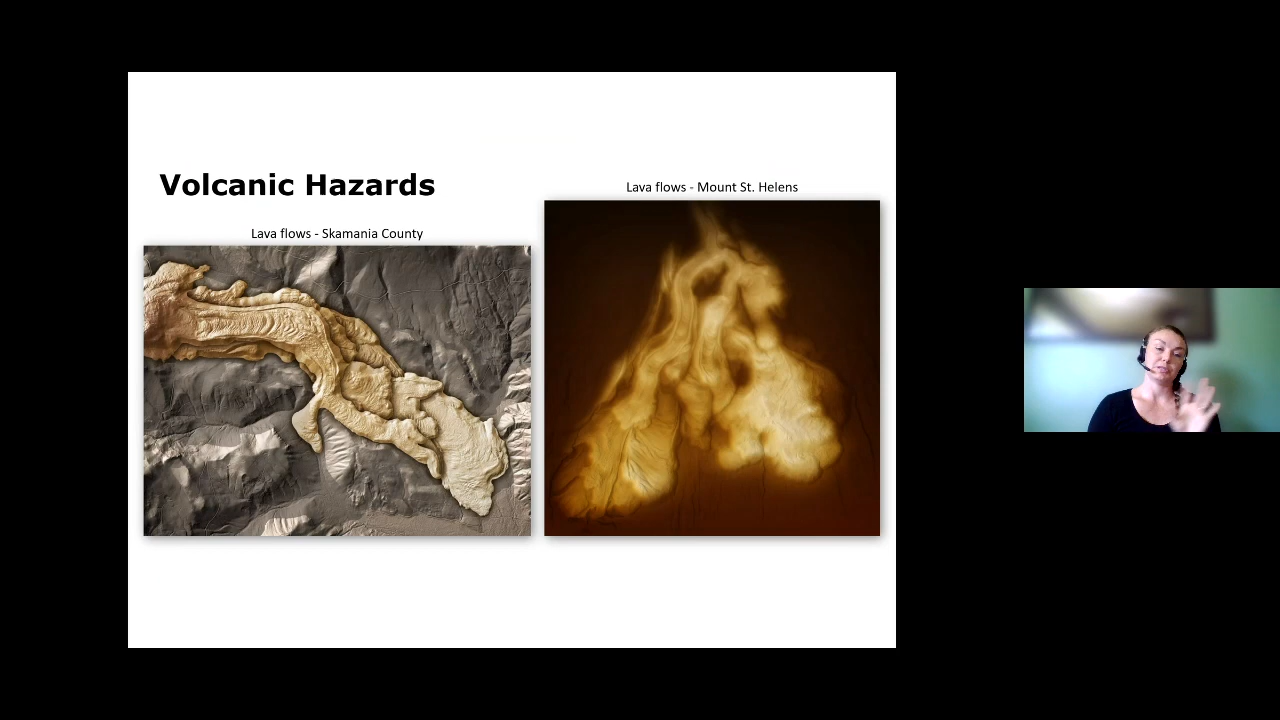 Volcanic Hazards
Lava flows - Skamania County
Lava flows - Mount St. Helens